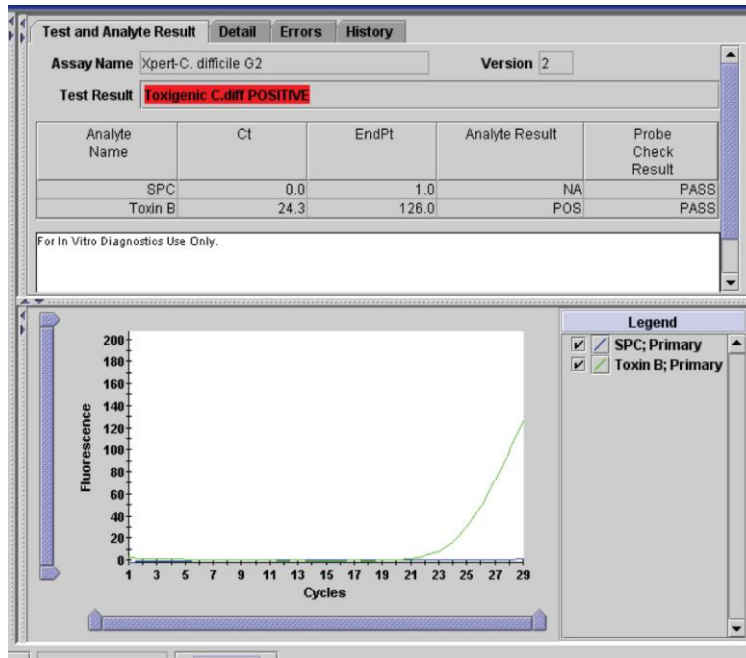 Test and Analyte Result Detail Errors History
Assay Name Xpert-C. difficile G2 Version 2
Test Result Toxigenic C.diff POSITIVE
Analyte Name Ct EndPt Analyte Result Probe Check Result
SPC 0.0 1.0 NA PASS
Toxin B 24.3 126.0 POS PASS
For In Vitro Diagnostics Use Only.
Legend
SPC; Primary
Toxin B; Primary
Fluorescence
200
180
160
140
120
100
80
60
40
20
0
1 3 5 7 9 11 13 15 17 19 21 23 25 27 29
Cycles